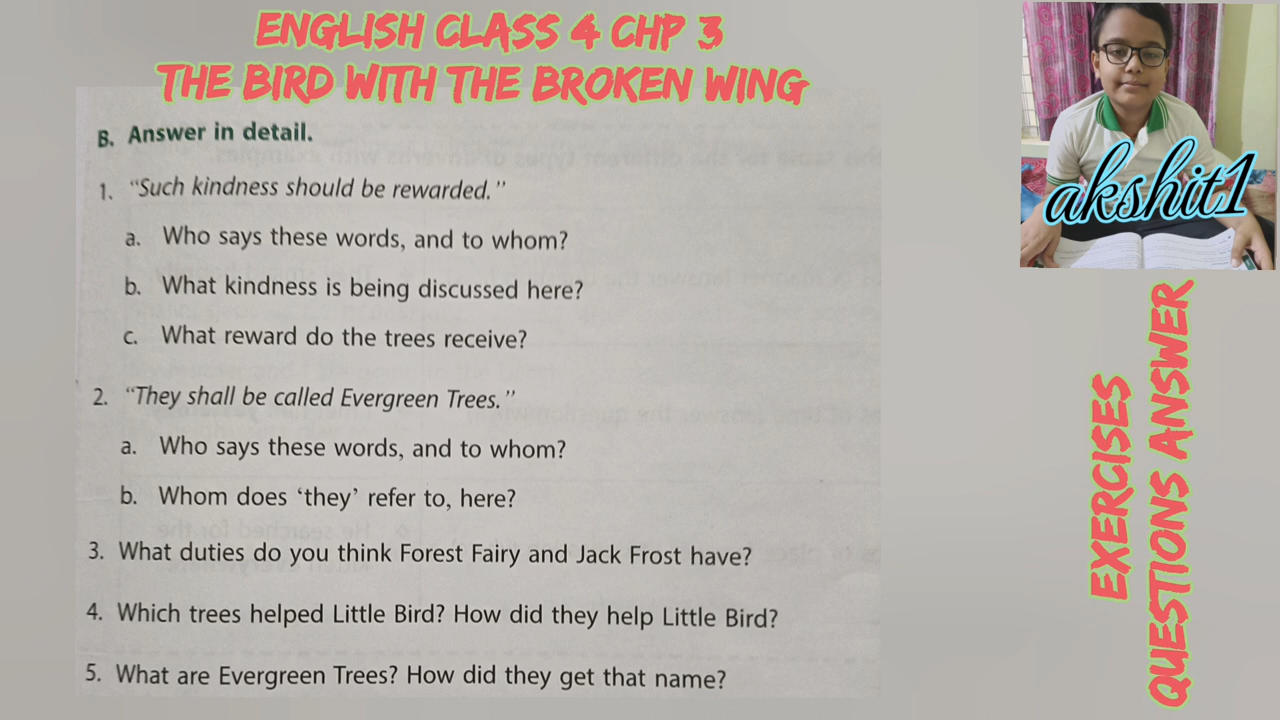 ENGLISH CLASS 4 CHP 3
THE BIRD WITH THE BROKEN WING
B. Answer in detail.
1. "Such kindness should be rewarded."
a. Who says these words, and to whom?
b. What kindness is being discussed here?
c. What reward do the trees receive?
2. "They shall be called Evergreen Trees."
a. Who says these words, and to whom?
b. Whom does ‘they’ refer to, here?
3. What duties do you think Forest Fairy and Jack Frost have?
4. Which trees helped Little Bird? How did they help Little Bird?
5. What are Evergreen Trees? How did they get that name?
akshit1
EXERCISES
QUESTIONS ANSWER